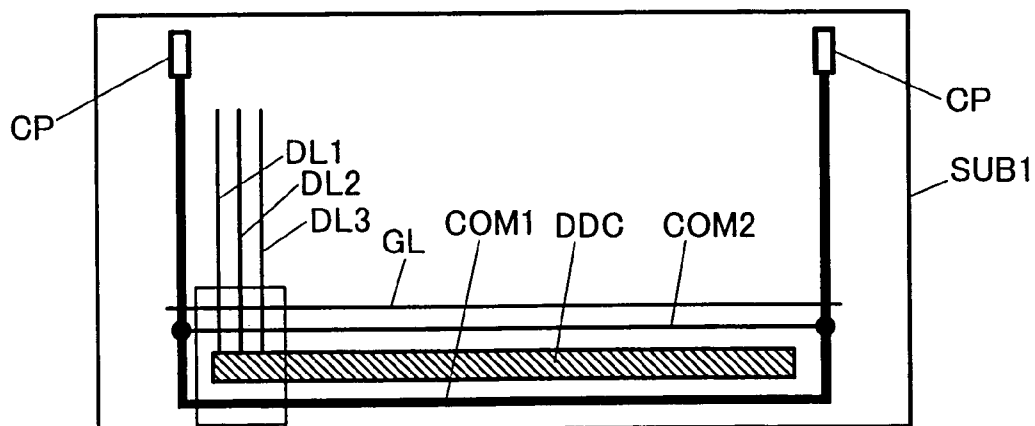 CP
CP
DL1
DL2
SUB1
DL3
COM1
DDC
COM2
GL